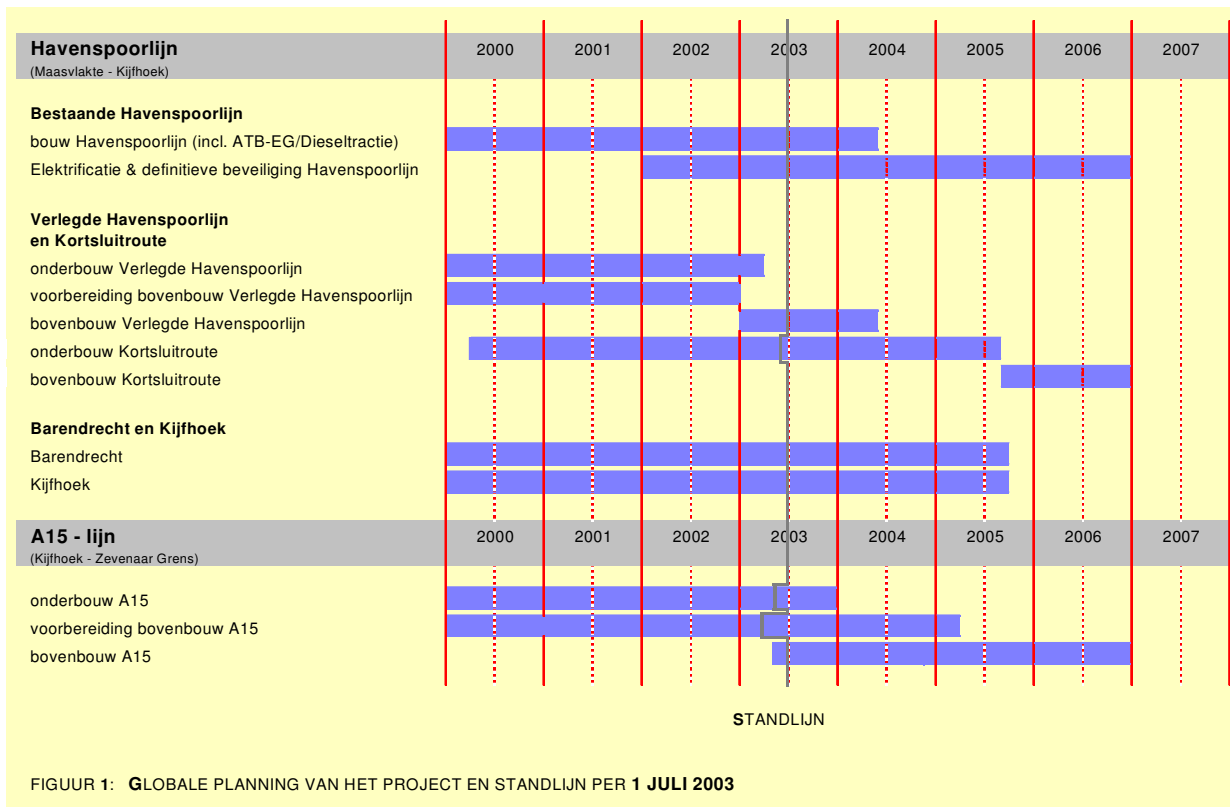 Havenspoorlijn 2000 2001 2002 2003 2004 2005 2006 2007
(Maasvlakte - Kijfhoek)
Bestaande Havenspoorlijn
bouw Havenspoorlijn (incl. ATB-EG/Dieseltractie)
Elektrificatie & definitieve beveiliging Havenspoorlijn
Verlegde Havenspoorlijn
en Kortsluitroute
onderbouw Verlegde Havenspoorlijn
voorbereiding bovenbouw Verlegde Havenspoorlijn
bovenbouw Verlegde Havenspoorlijn
onderbouw Kortsluitroute
bovenbouw Kortsluitroute
Barendrecht en Kijfhoek
Barendrecht
Kijfhoek
A15 - lijn 2000 2001 2002 2003 2004 2005 2006 2007
(Kijfhoek - Zevenaar Grens)
onderbouw A15
voorbereiding bovenbouw A15
bovenbouw A15
STANDLIJN
FIGUUR 1: GLOBALE PLANNING VAN HET PROJECT EN STANDLIJN PER 1 JULI 2003